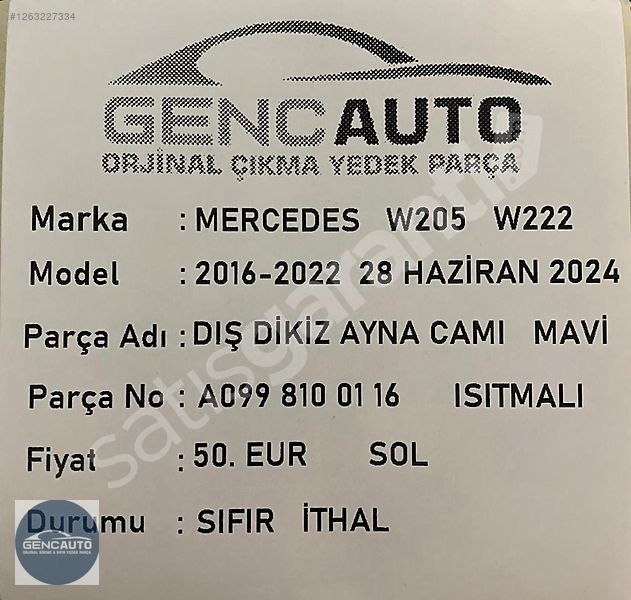 #1263227334
GENCAUTO
ORJİNAL ÇIKMA YEDEK PARÇA
Marka : MERCEDES W205 W222
Model : 2016-2022 28 HAZİRAN 2024
Parça Adı : DIŞ DİKİZ AYNA CAMI MAVİ
Parça No : A099 810 01 16 ISITMALI
Fiyat : 50. EUR SOL
Durumu : SIFIR İTHAL
satışgaranti
GENCAUTO